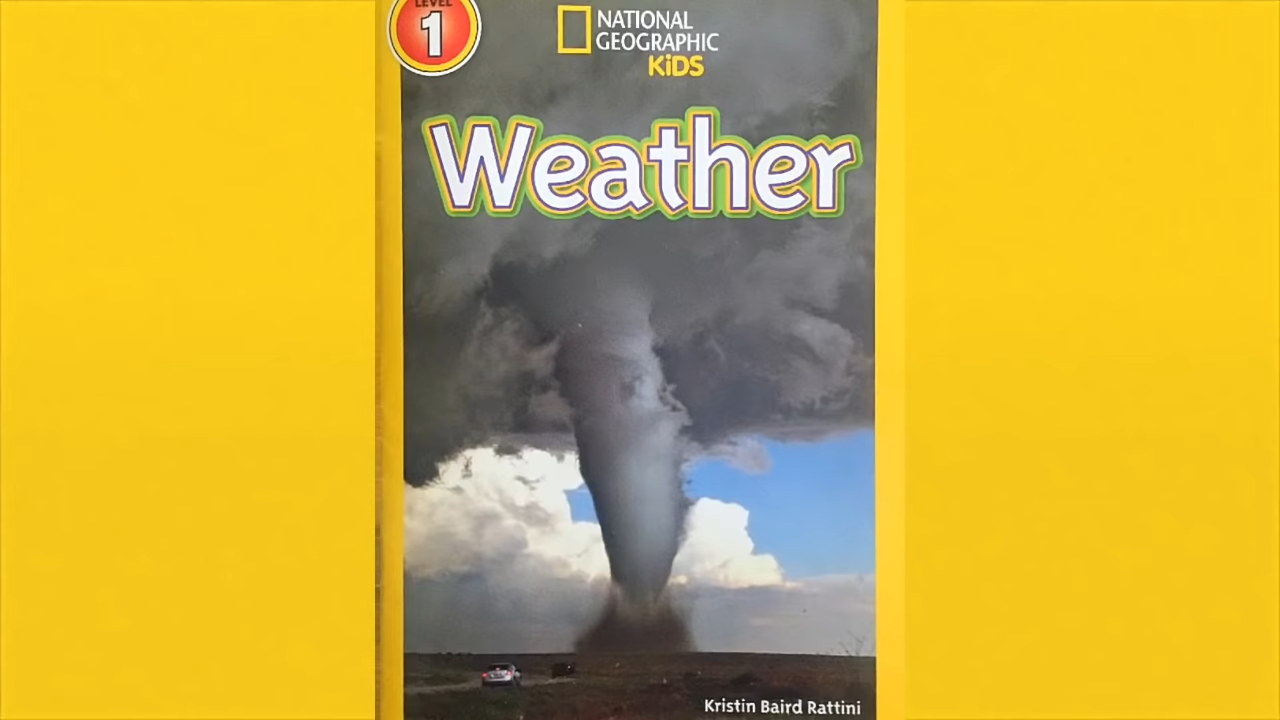 LEVEL
1
NATIONAL
GEOGRAPHIC
KiDS
Weather
Kristin Baird Rattini